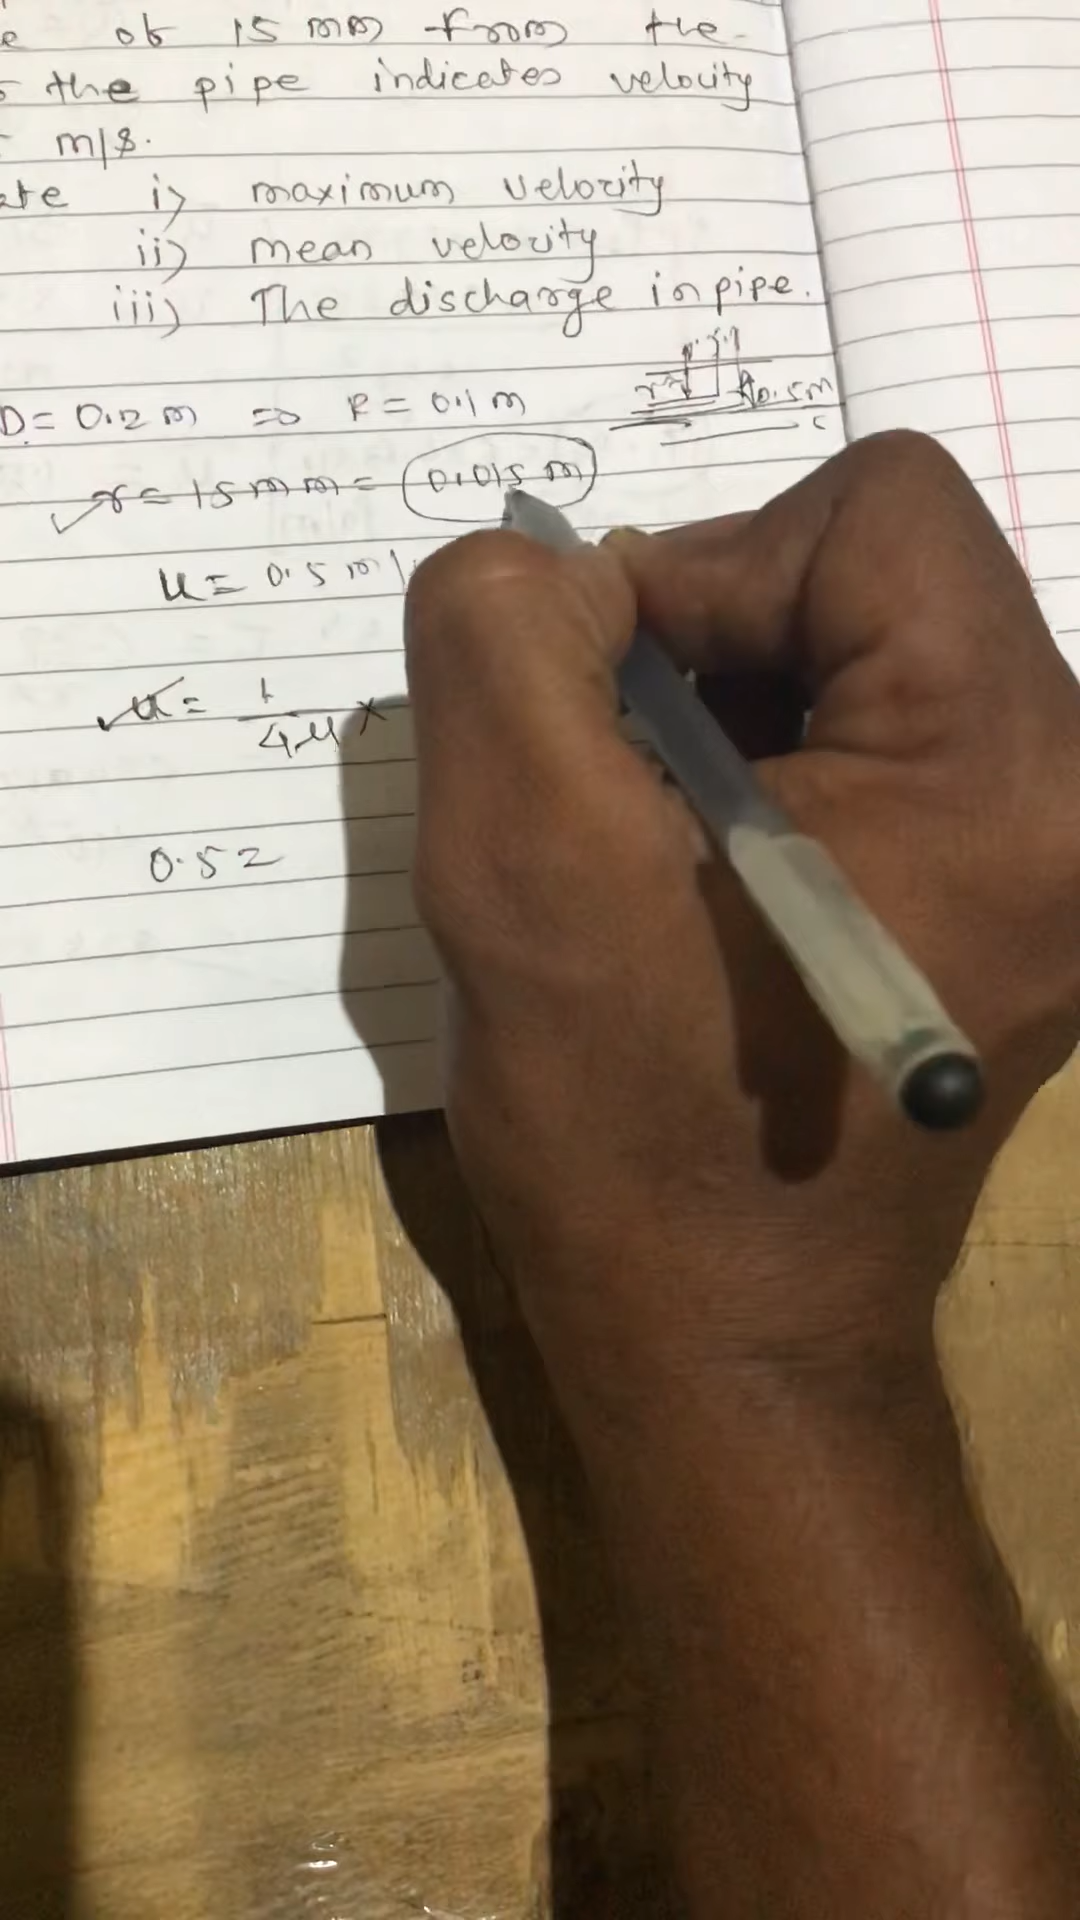 of 15 mm from the
the pipe indicates velocity
m/s.
i) maximum velocity
ii) mean velocity
iii) The discharge in pipe.
D = 0.2 m => R = 0.1 m
r = 15 mm = 0.015 m
u = 0.5 m/
u = 1/4μ ×
0.52